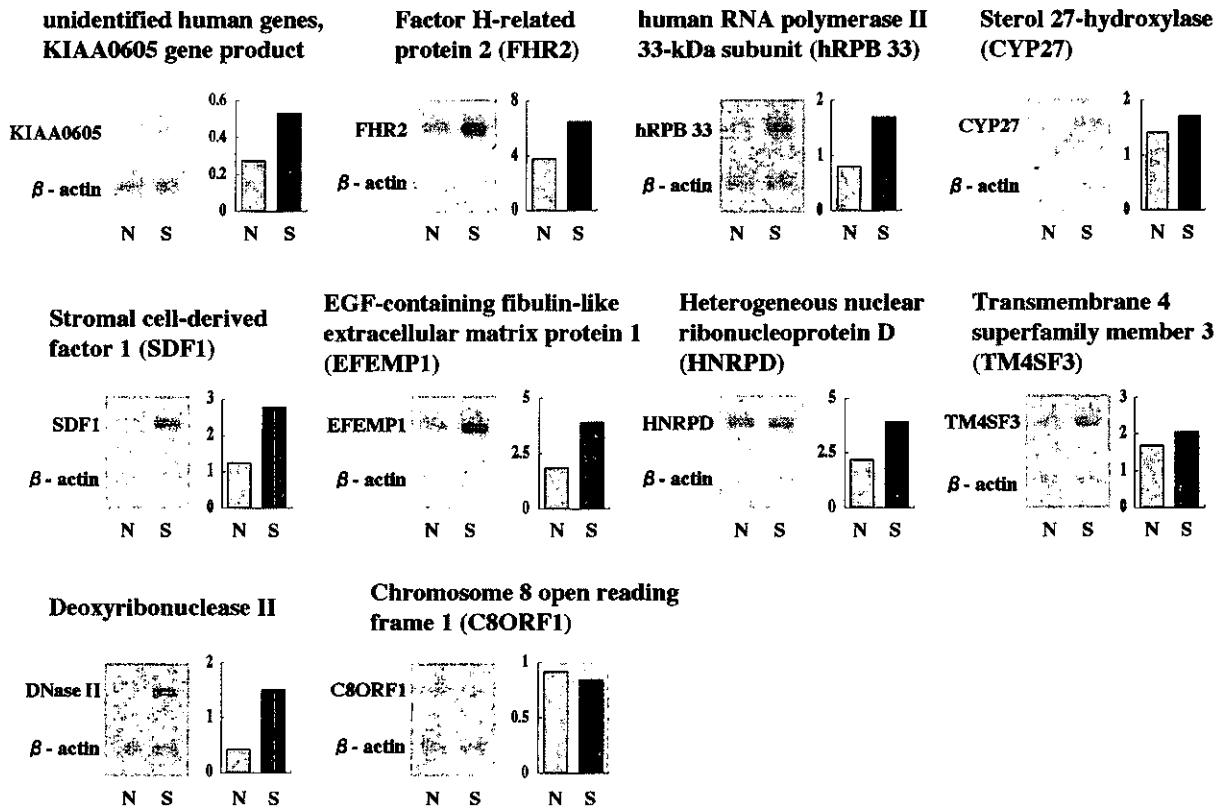 unidentified human genes,
KIAA0605 gene product
KIAA0605
β - actin
N S
0.6
0.4
0.2
0
N S
Factor H-related
protein 2 (FHR2)
FHR2
β - actin
N S
8
4
0
N S
human RNA polymerase II
33-kDa subunit (hRPB 33)
hRPB 33
β - actin
N S
2
1
0
N S
Sterol 27-hydroxylase
(CYP27)
CYP27
β - actin
N S
2
1
0
N S
Stromal cell-derived
factor 1 (SDF1)
SDF1
β - actin
N S
3
2
1
0
N S
EGF-containing fibulin-like
extracellular matrix protein 1
(EFEMP1)
EFEMP1
β - actin
N S
5
2.5
0
N S
Heterogeneous nuclear
ribonucleoprotein D
(HNRPD)
HNRPD
β - actin
N S
5
2.5
0
N S
Transmembrane 4
superfamily member 3
(TM4SF3)
TM4SF3
β - actin
N S
3
2
1
0
N S
Deoxyribonuclease II
DNase II
β - actin
N S
2
1
0
N S
Chromosome 8 open reading
frame 1 (C8ORF1)
C8ORF1
β - actin
N S
1
0.5
0
N S